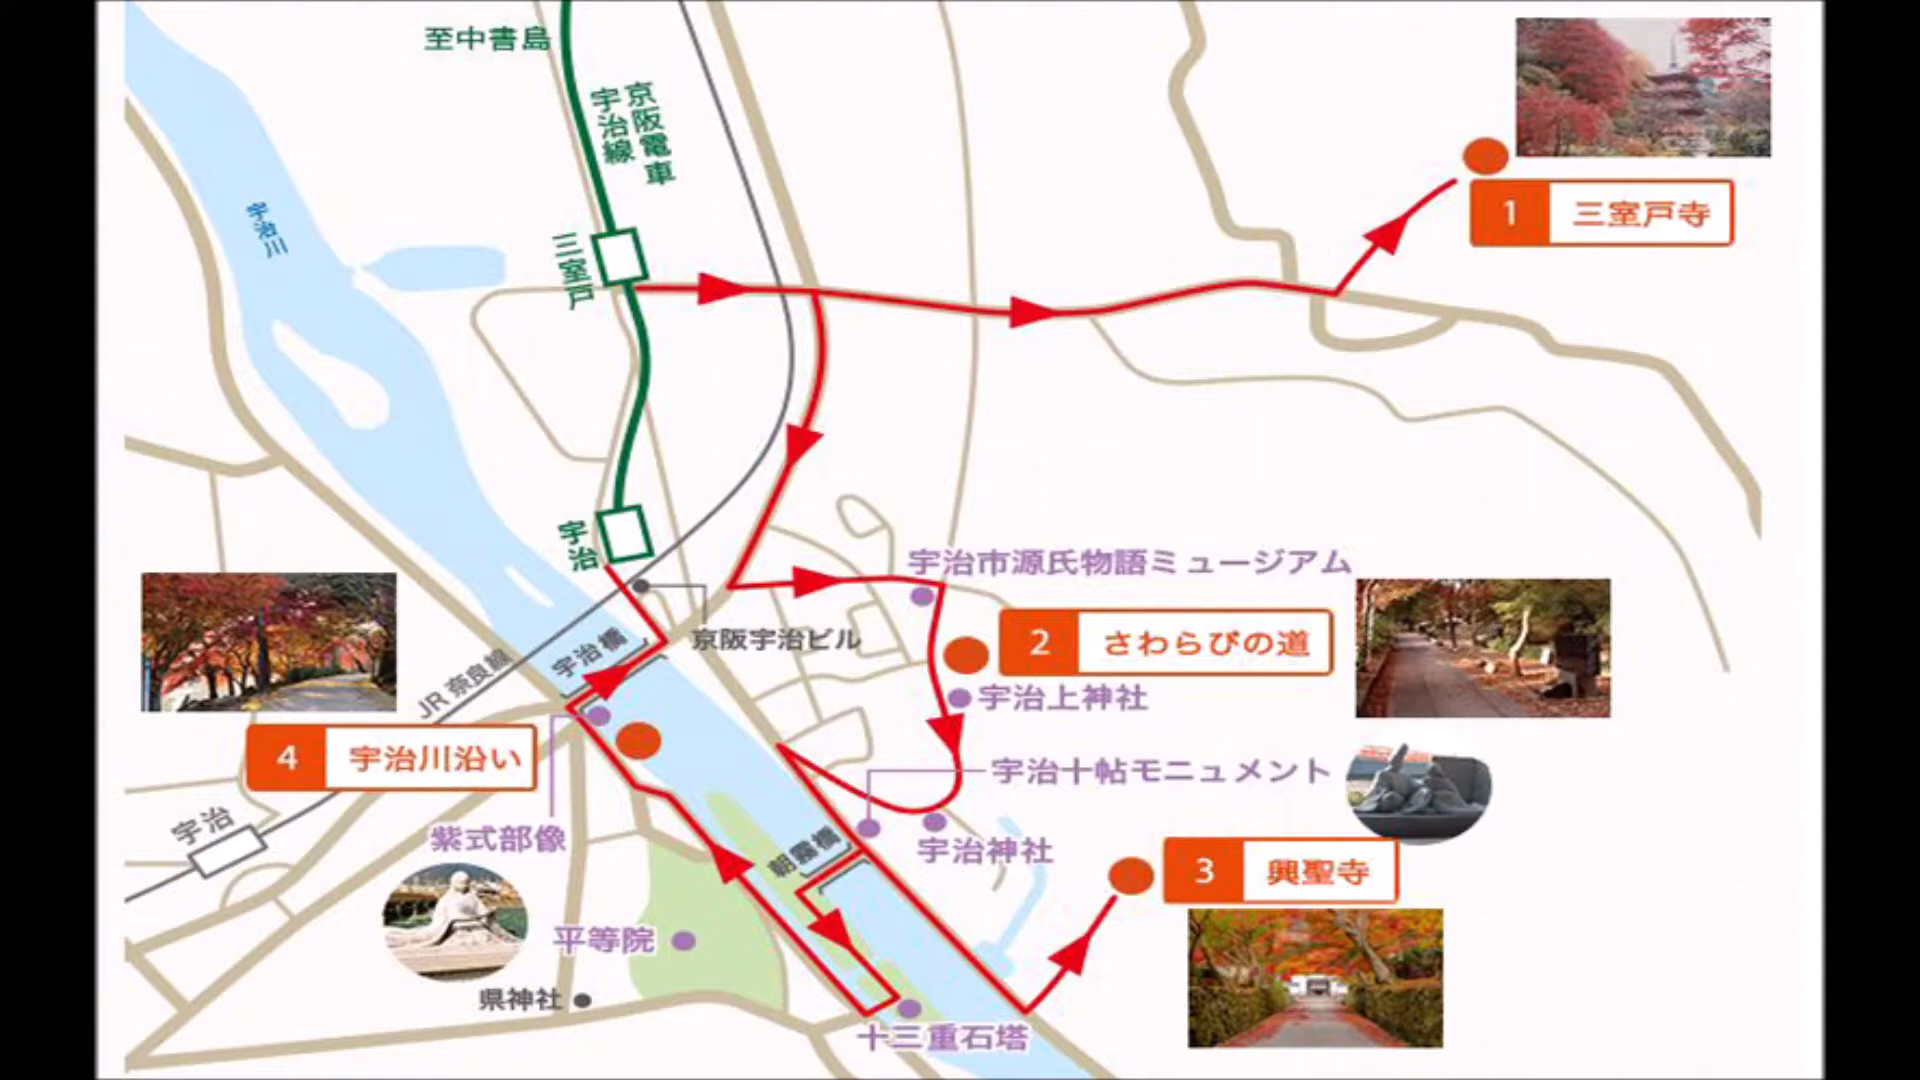 至中書島
京阪電車
宇治線
宇治川
三室戸
1 三室戸寺
宇治
宇治市源氏物語ミュージアム
京阪宇治ビル
宇治橋
JR 奈良線
2 さわらびの道
宇治上神社
4 宇治川沿い
宇治十帖モニュメント
宇治
紫式部像
朝霧橋
宇治神社
3 興聖寺
平等院
県神社
十三重石塔